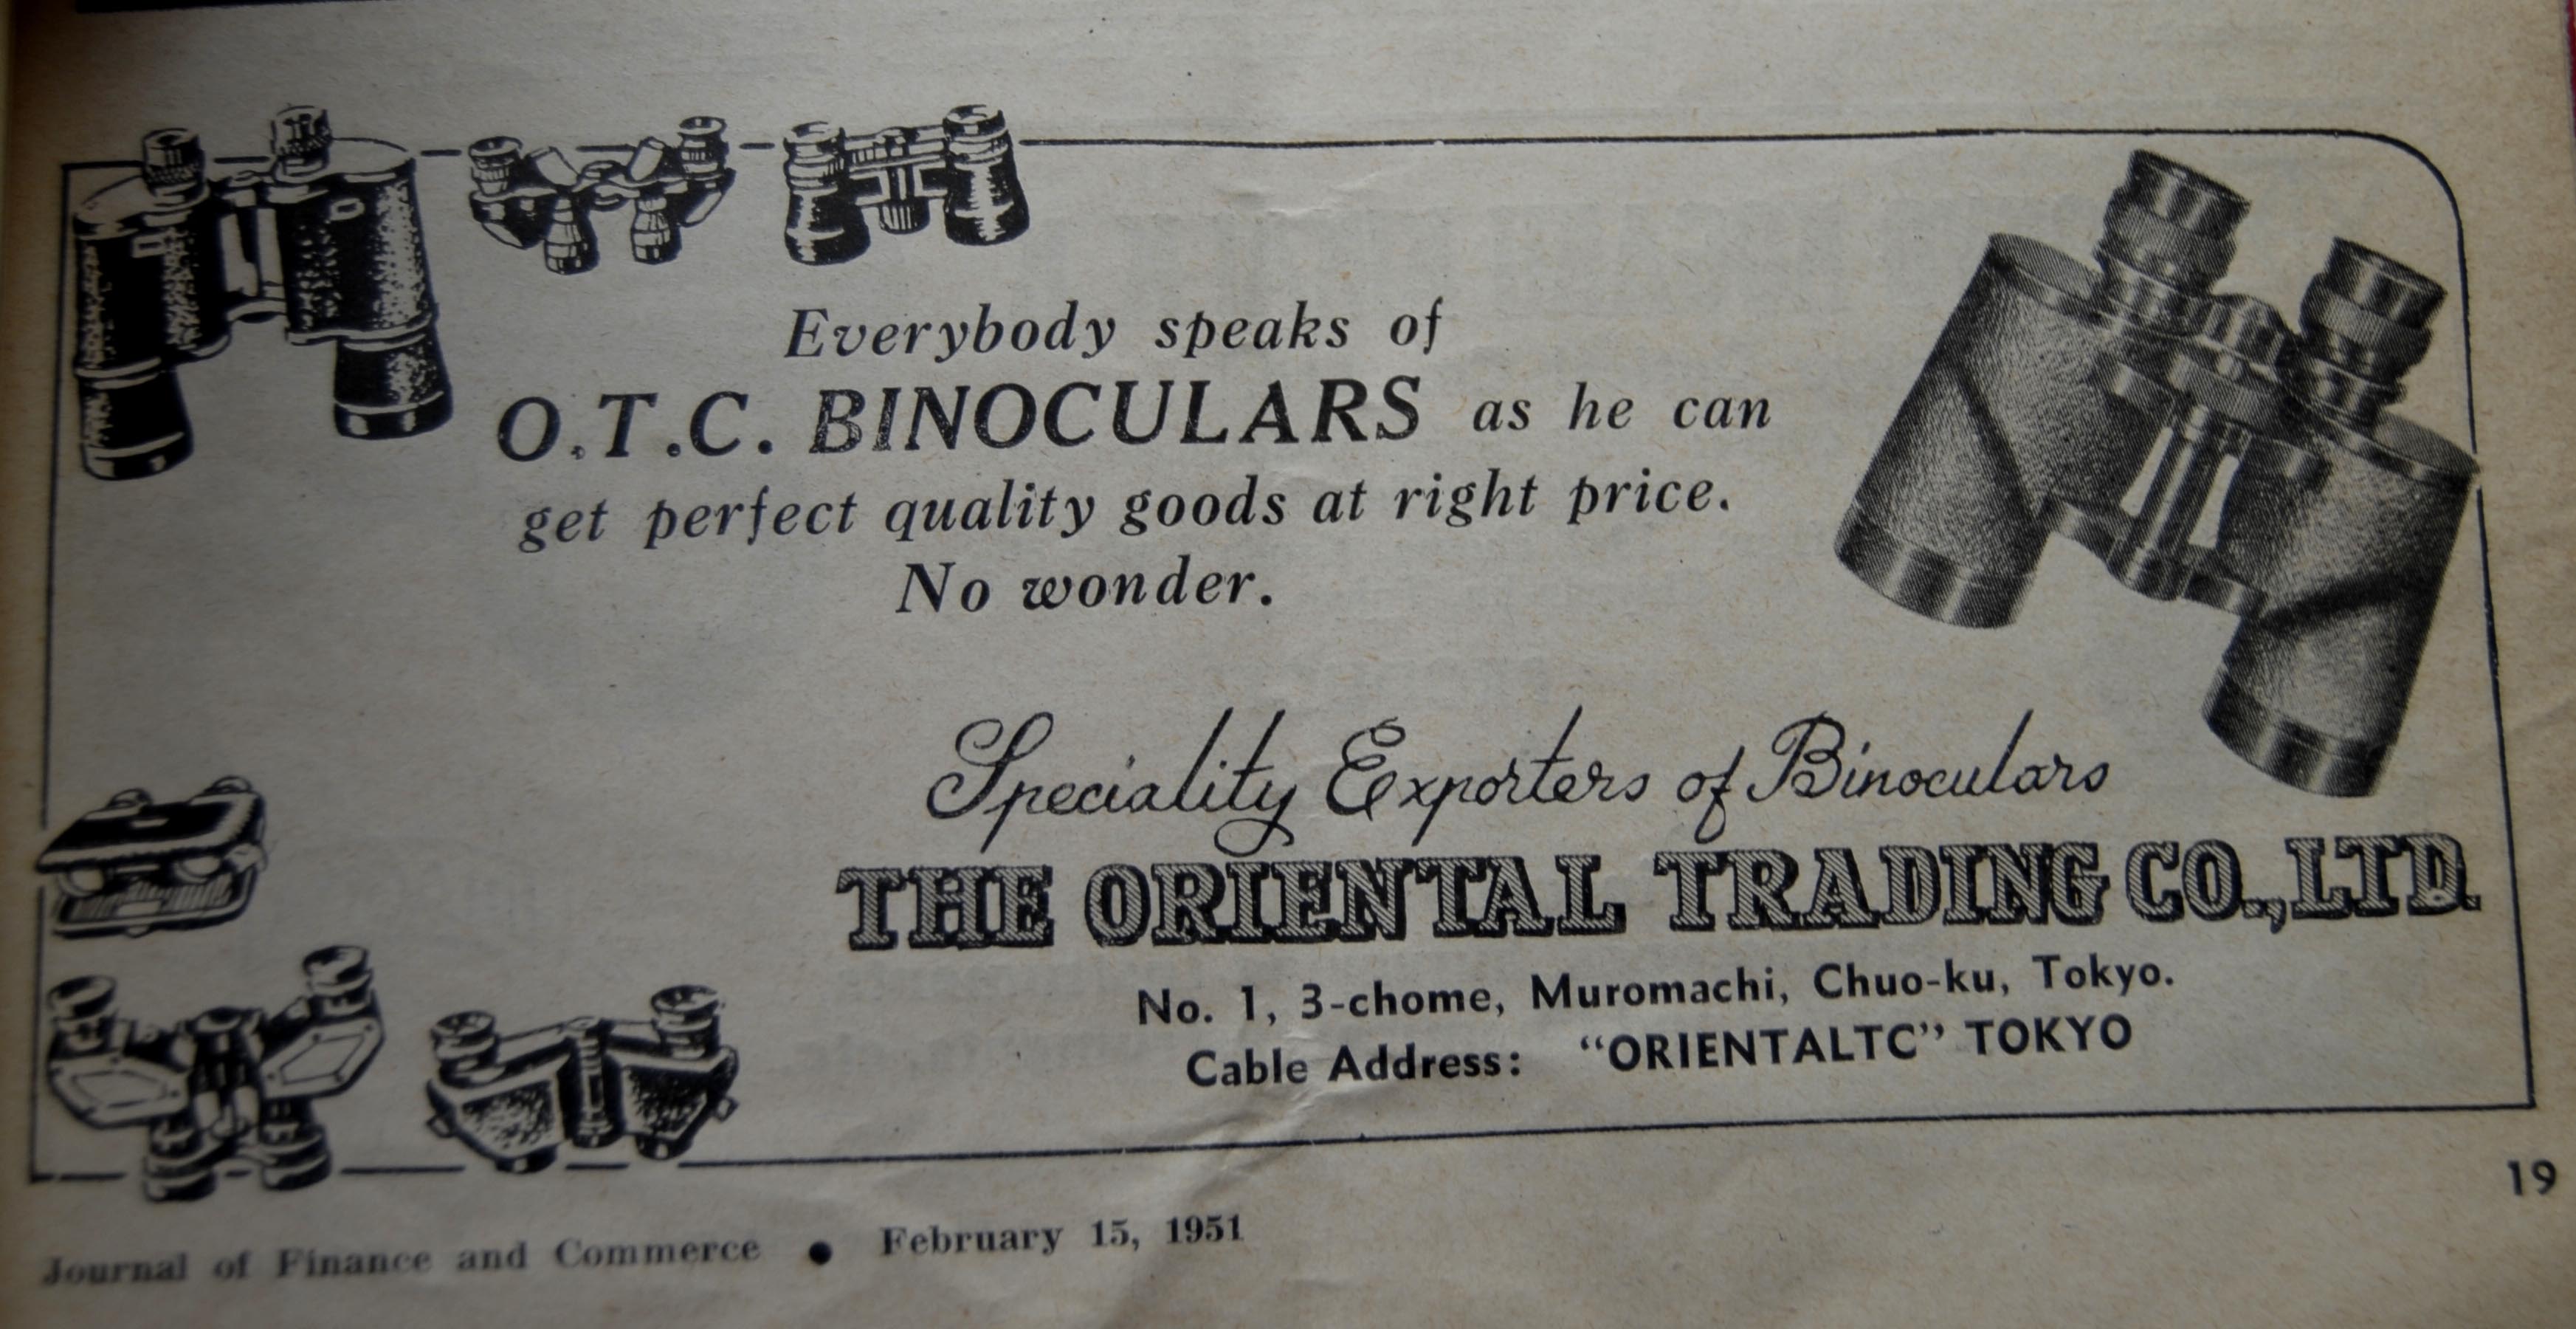 Everybody speaks of
O.T.C. BINOCULARS as he can
get perfect quality goods at right price.
No wonder.
Speciality Exporters of Binoculars
THE ORIENTAL TRADING CO., LTD.
No. 1, 3-chome, Muromachi, Chuo-ku, Tokyo.
Cable Address: “ORIENTALTC” TOKYO
19
Journal of Finance and Commerce ● February 15, 1951